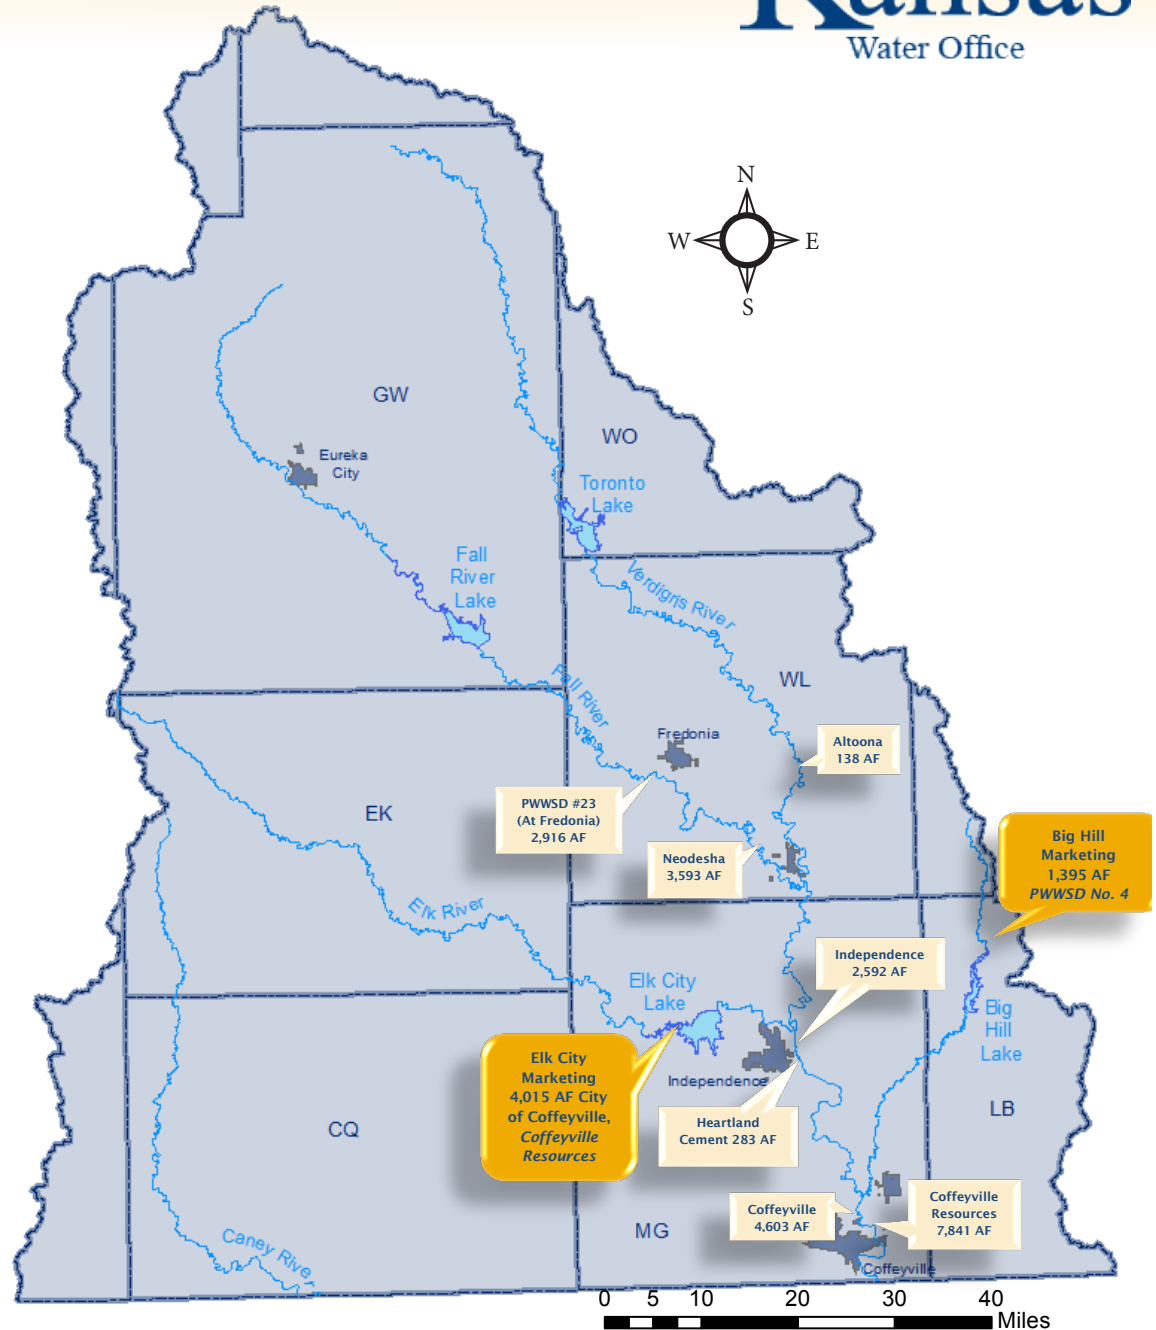 Kansas
Water Office
N
W
E
S
GW
WO
Eureka
City
Toronto
Lake
Fall
River
Lake
Verdigris River
Fall River
WL
Fredonia
Altoona
138 AF
PWWSD #23
(At Fredonia)
2,916 AF
EK
Neodesha
3,593 AF
Big Hill
Marketing
1,395 AF
PWWSD No. 4
Elk River
Independence
2,592 AF
Elk City
Lake
Big
Hill
Lake
Elk City
Marketing
4,015 AF City
of Coffeyville,
Coffeyville
Resources
Independence
Heartland
Cement 283 AF
LB
CQ
Coffeyville
4,603 AF
Coffeyville
Resources
7,841 AF
MG
Caney River
Coffeyville
0 5 10 20 30 40
Miles